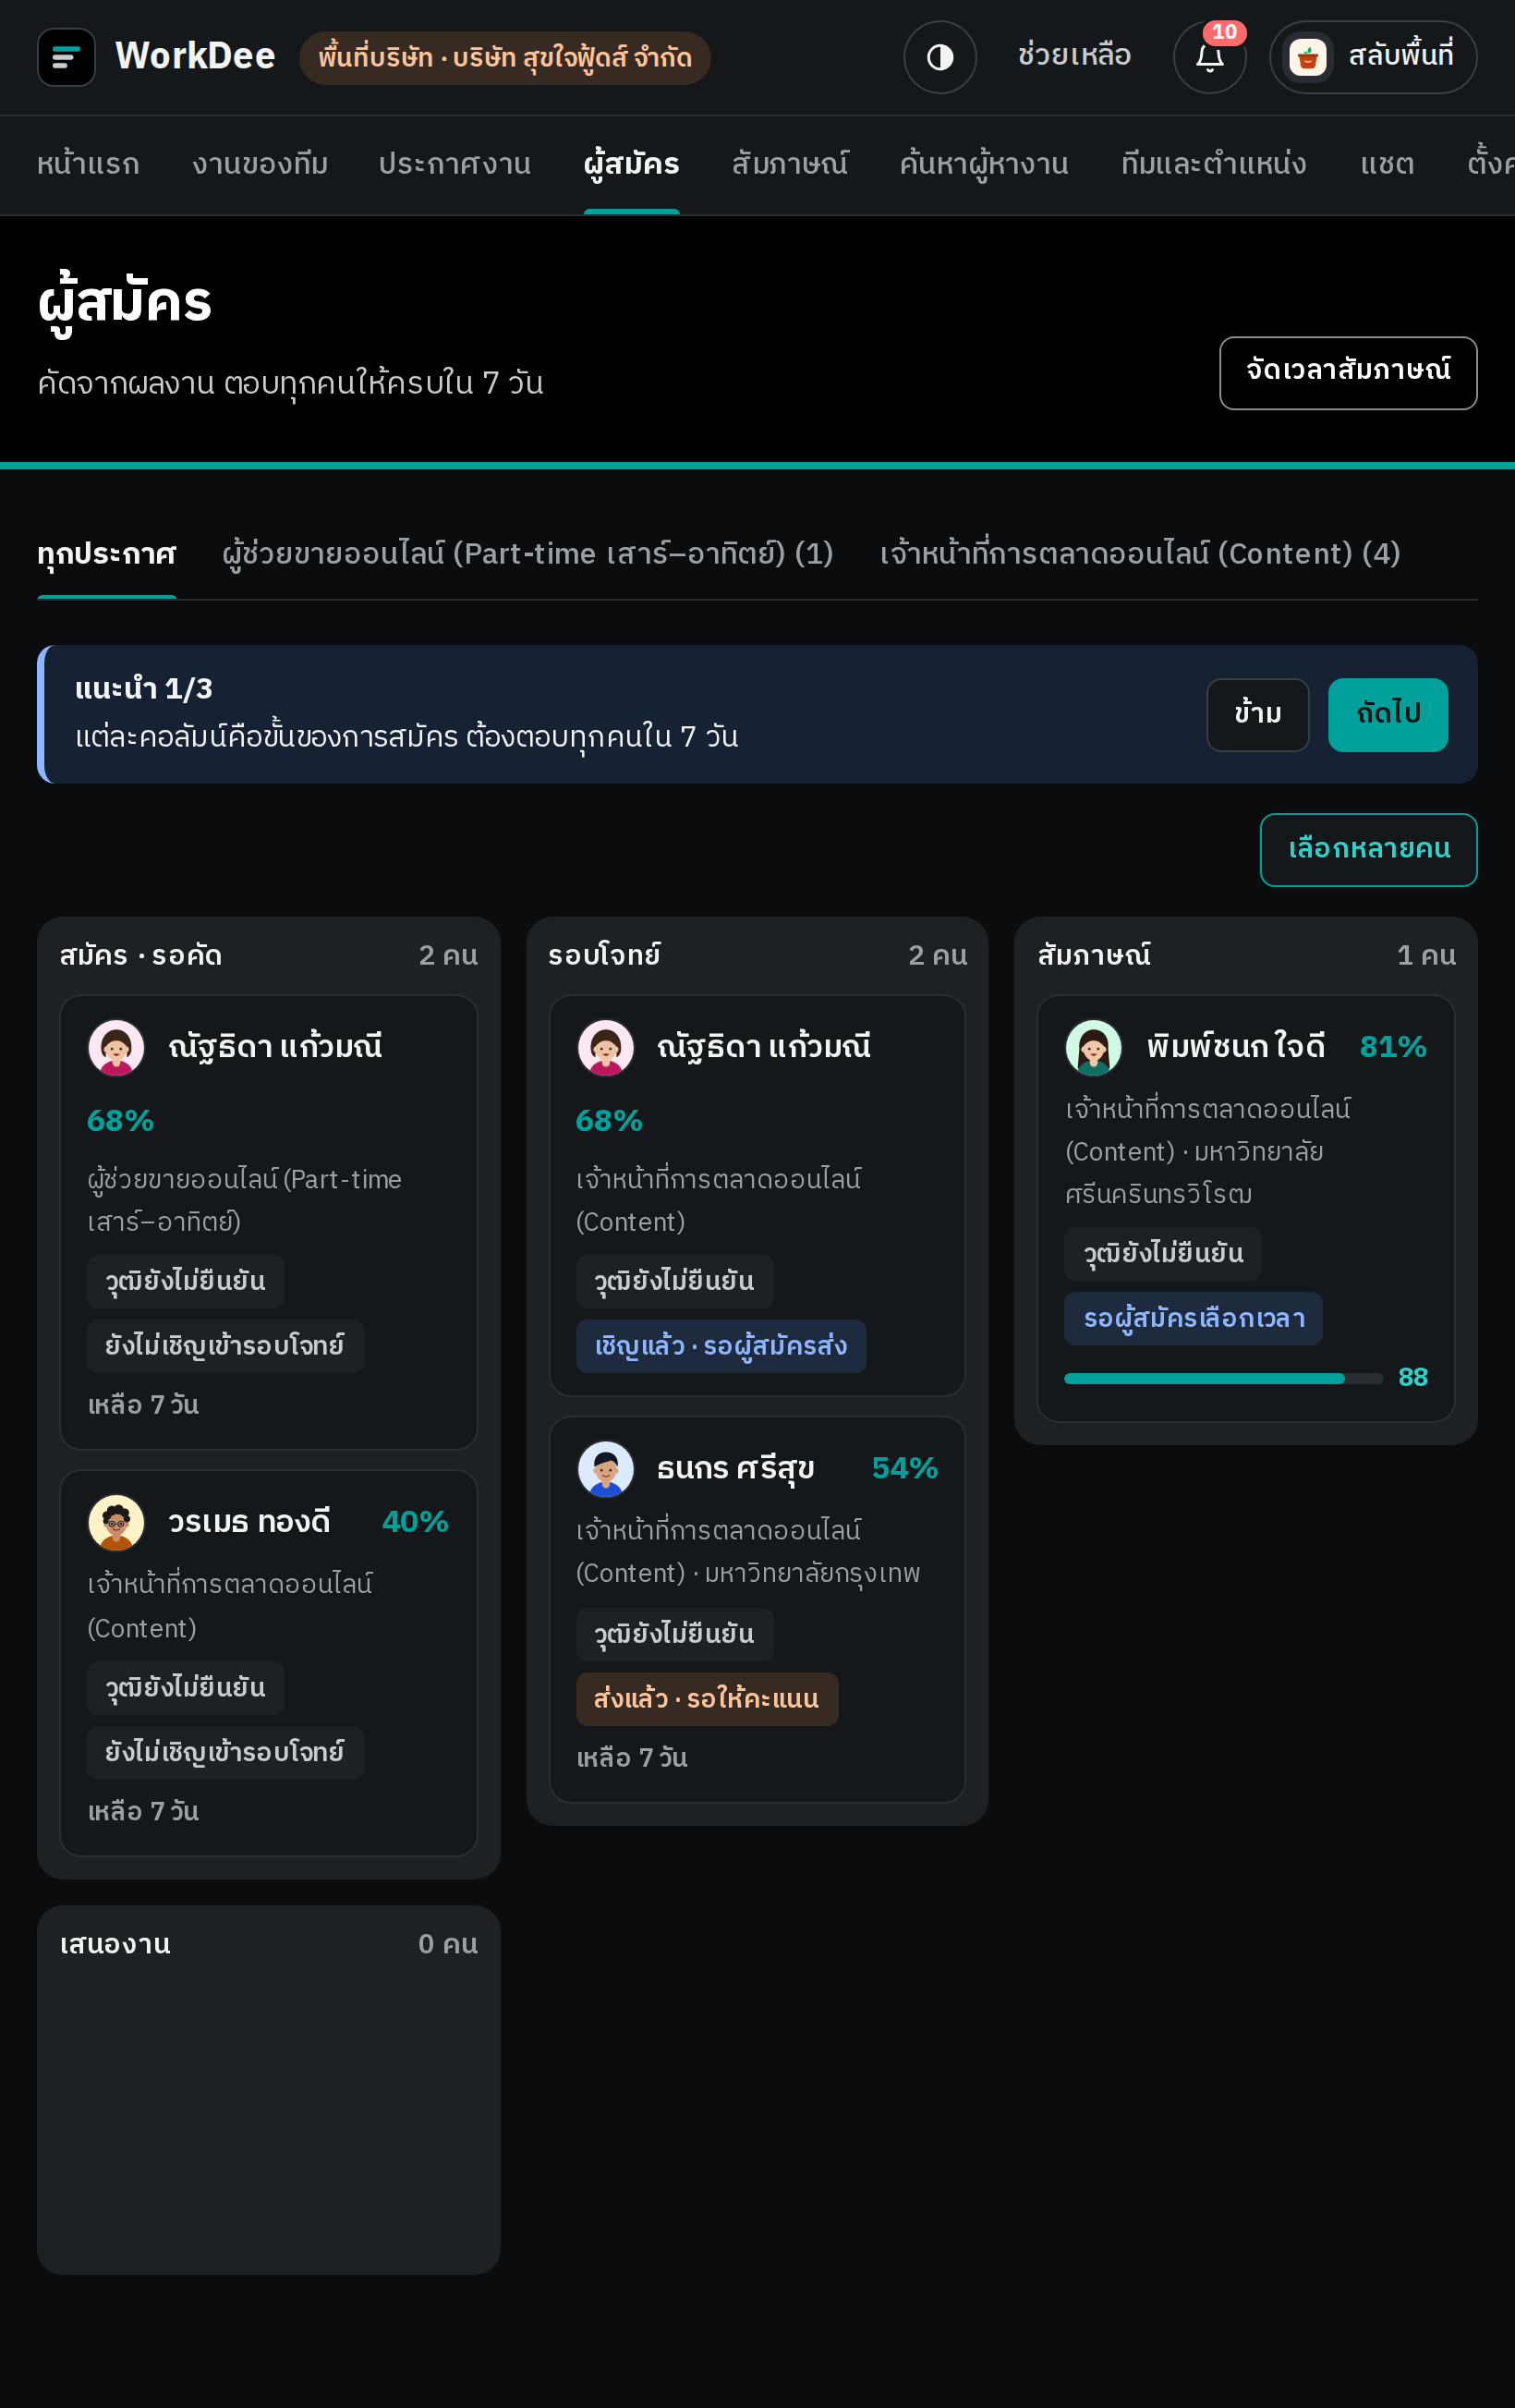 WorkDee
พื้นที่บริษัท · บริษัท สุขใจฟู้ดส์ จำกัด
ช่วยเหลือ
10
สลับพื้นที่
หน้าแรก
งานของทีม
ประกาศงาน
ผู้สมัคร
สัมภาษณ์
ค้นหาผู้หางาน
ทีมและตำแหน่ง
แชต
ผู้สมัคร
คัดจากผลงาน ตอบทุกคนให้ครบใน 7 วัน
จัดเวลาสัมภาษณ์
ทุกประกาศ
ผู้ช่วยขายออนไลน์ (Part-time เสาร์–อาทิตย์) (1)
เจ้าหน้าที่การตลาดออนไลน์ (Content) (4)
แนะนำ 1/3
แต่ละคอลัมน์คือขั้นของการสมัคร ต้องตอบทุกคนใน 7 วัน
ข้าม
ถัดไป
เลือกหลายคน
สมัคร · รอคัด
2 คน
ณัฐธิดา แก้วมณี
68%
ผู้ช่วยขายออนไลน์ (Part-time
เสาร์–อาทิตย์)
วุฒิยังไม่ยืนยัน
ยังไม่เชิญเข้ารอบโจทย์
เหลือ 7 วัน
วรเมธ ทองดี
40%
เจ้าหน้าที่การตลาดออนไลน์
(Content)
วุฒิยังไม่ยืนยัน
ยังไม่เชิญเข้ารอบโจทย์
เหลือ 7 วัน
รอบโจทย์
2 คน
ณัฐธิดา แก้วมณี
68%
เจ้าหน้าที่การตลาดออนไลน์
(Content)
วุฒิยังไม่ยืนยัน
เชิญแล้ว · รอผู้สมัครส่ง
ธนกร ศรีสุข
54%
เจ้าหน้าที่การตลาดออนไลน์
(Content) · มหาวิทยาลัยกรุงเทพ
วุฒิยังไม่ยืนยัน
ส่งแล้ว · รอให้คะแนน
เหลือ 7 วัน
สัมภาษณ์
1 คน
พิมพ์ชนก ใจดี
81%
เจ้าหน้าที่การตลาดออนไลน์
(Content) · มหาวิทยาลัย
ศรีนครินทรวิโรฒ
วุฒิยังไม่ยืนยัน
รอผู้สมัครเลือกเวลา
88
เสนองาน
0 คน